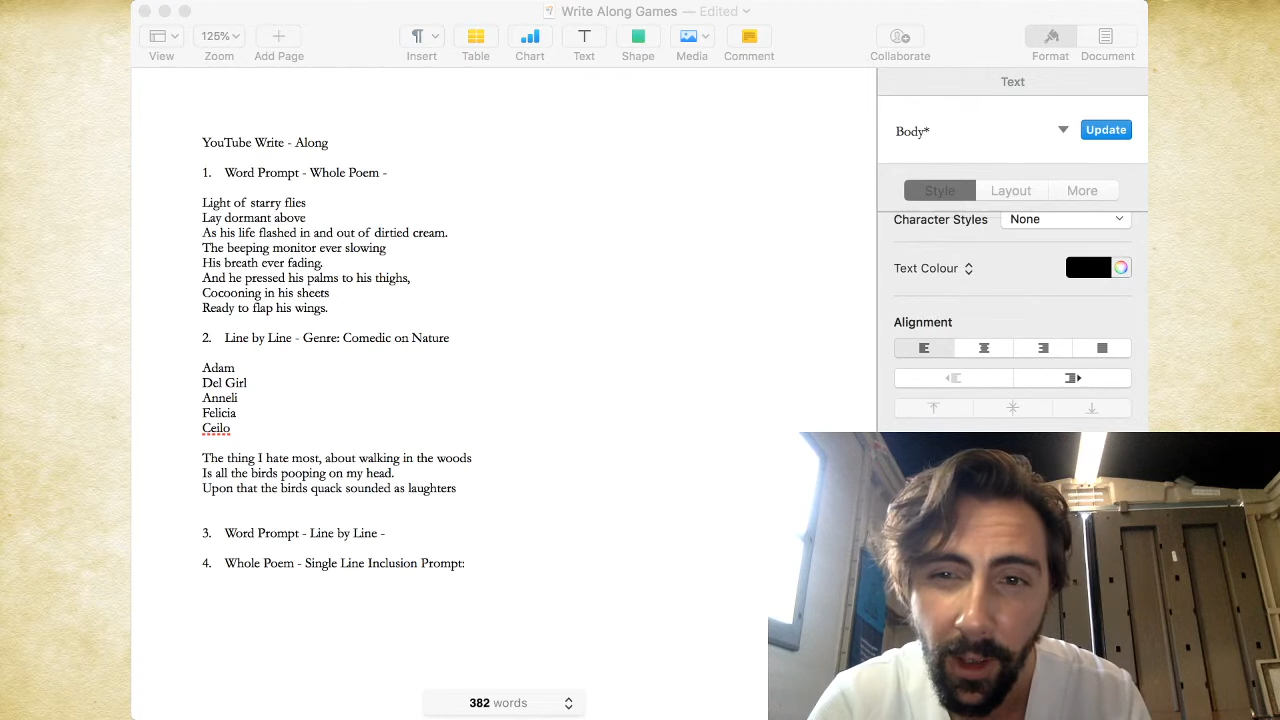 Write Along Games — Edited
125%
View
Zoom
Add Page
Insert
Table
Chart
Text
Shape
Media
Comment
Collaborate
Format
Document
Text
Body*
Update
Style
Layout
More
Character Styles
None
Text Colour
Alignment
YouTube Write - Along
1. Word Prompt - Whole Poem -
Light of starry flies
Lay dormant above
As his life flashed in and out of dirtied cream.
The beeping monitor ever slowing
His breath ever fading.
And he pressed his palms to his thighs,
Cocooning in his sheets
Ready to flap his wings.
2. Line by Line - Genre: Comedic on Nature
Adam
Del Girl
Anneli
Felicia
Ceilo
The thing I hate most, about walking in the woods
Is all the birds pooping on my head.
Upon that the birds quack sounded as laughters
3. Word Prompt - Line by Line -
4. Whole Poem - Single Line Inclusion Prompt:
382 words